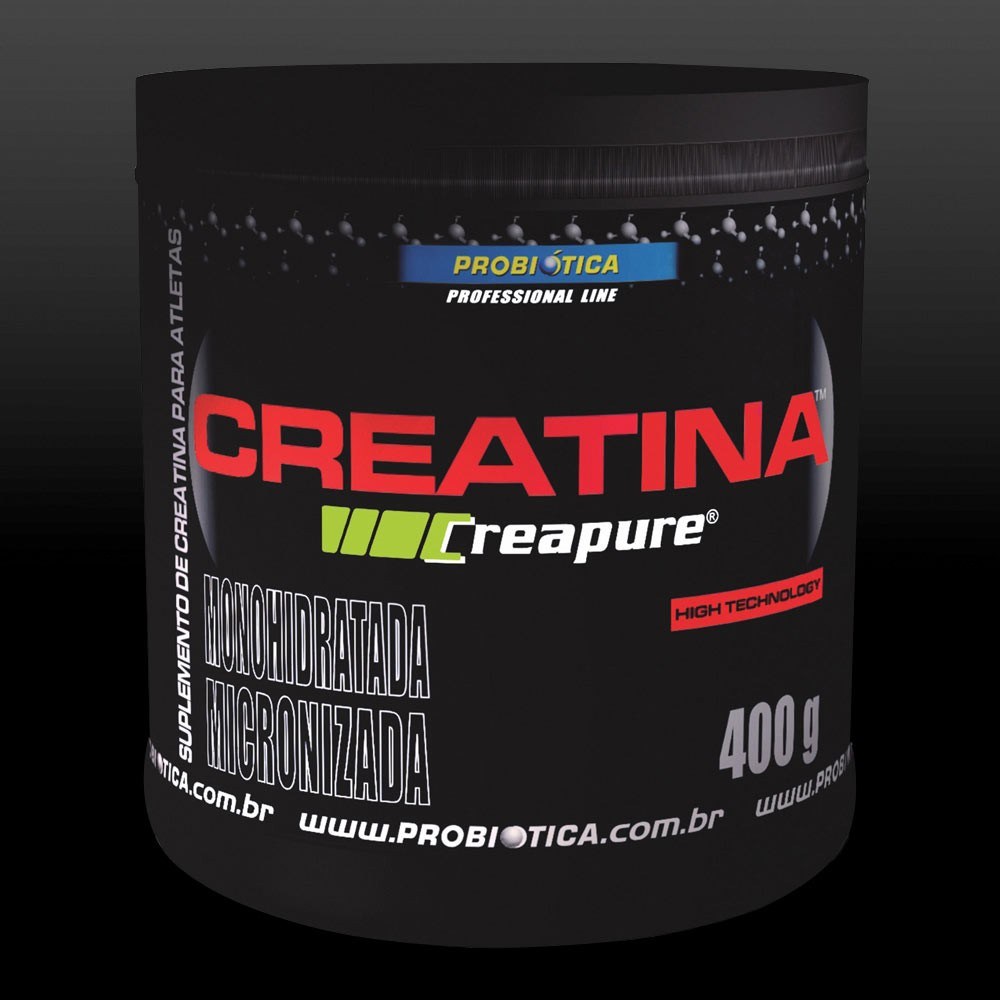 PROBIÓTICA
PROFESSIONAL LINE
SUPLEMENTO DE CREATINA PARA ATLETAS
CREATINA™
Creapure®
HIGH TECHNOLOGY
MONOHIDRATADA
MICRONIZADA
400 g
TICA.com.br
www.PROBIOTICA.com.br
www.PROBI